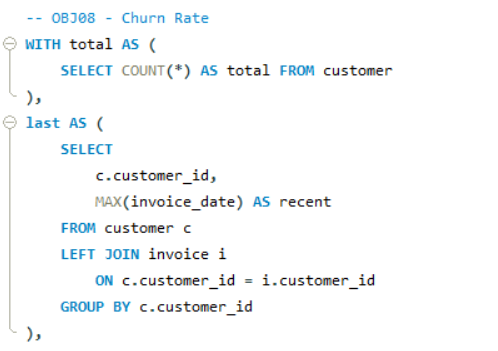 -- OBJ08 - Churn Rate
WITH total AS (
SELECT COUNT(*) AS total FROM customer
),
last AS (
SELECT
c.customer_id,
MAX(invoice_date) AS recent
FROM customer c
LEFT JOIN invoice i
ON c.customer_id = i.customer_id
GROUP BY c.customer_id
),